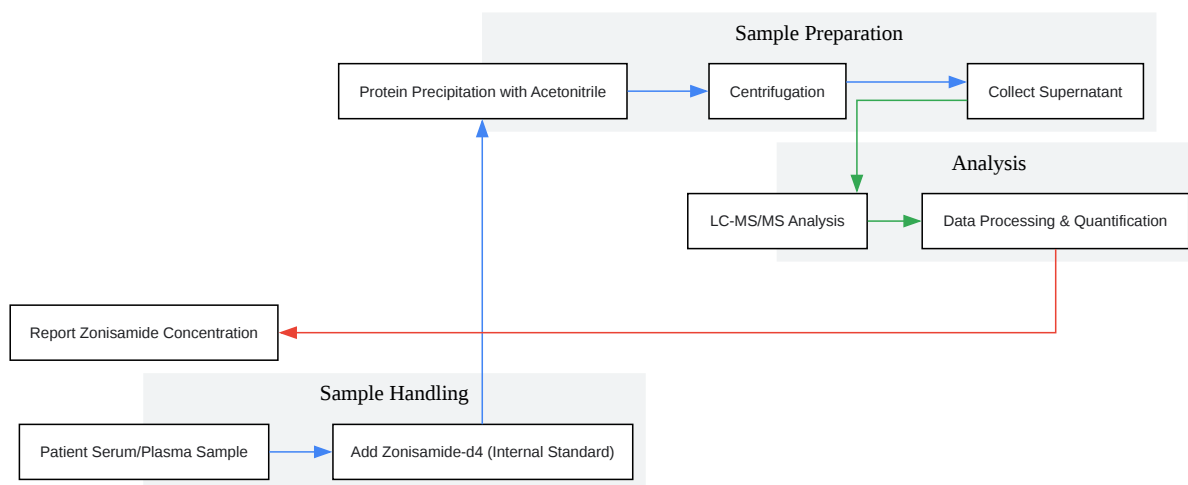 Sample Preparation
Protein Precipitation with Acetonitrile
Centrifugation
Collect Supernatant
Analysis
LC-MS/MS Analysis
Data Processing & Quantification
Report Zonisamide Concentration
Sample Handling
Patient Serum/Plasma Sample
Add Zonisamide-d4 (Internal Standard)